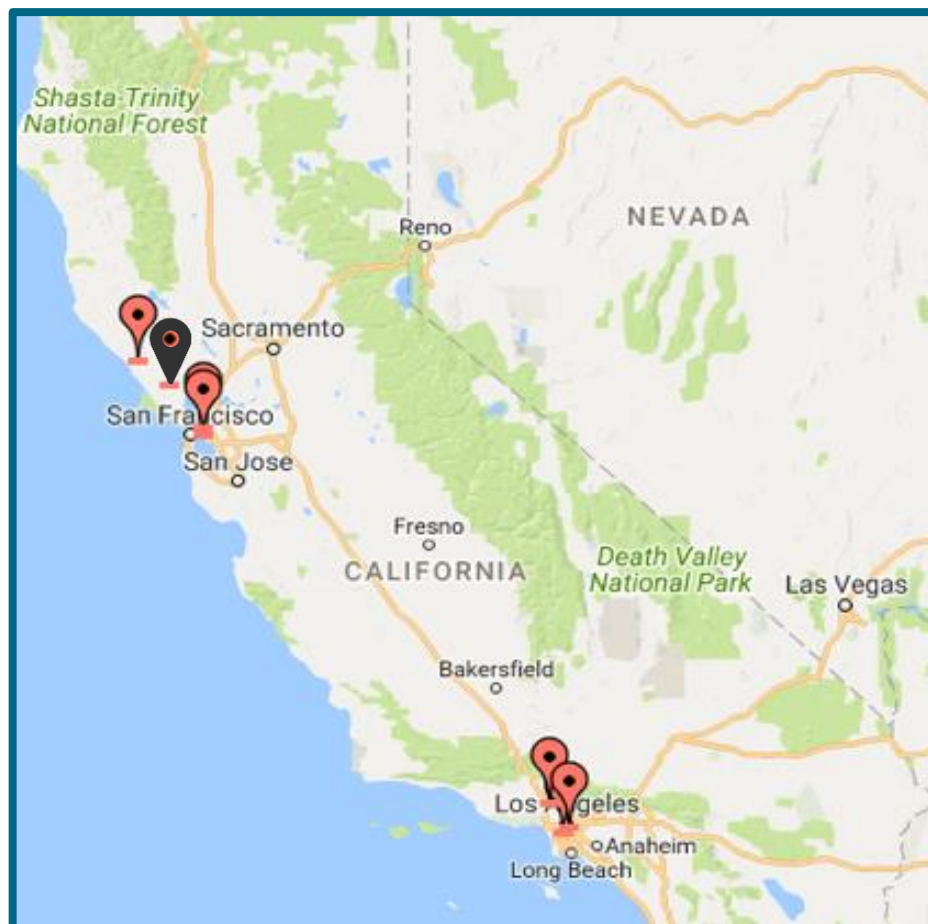 Shasta-Trinity
National Forest
NEVADA
Reno
Sacramento
San Francisco
San Jose
Fresno
CALIFORNIA
Death Valley
National Park
Las Vegas
Bakersfield
Los Angeles
Anaheim
Long Beach